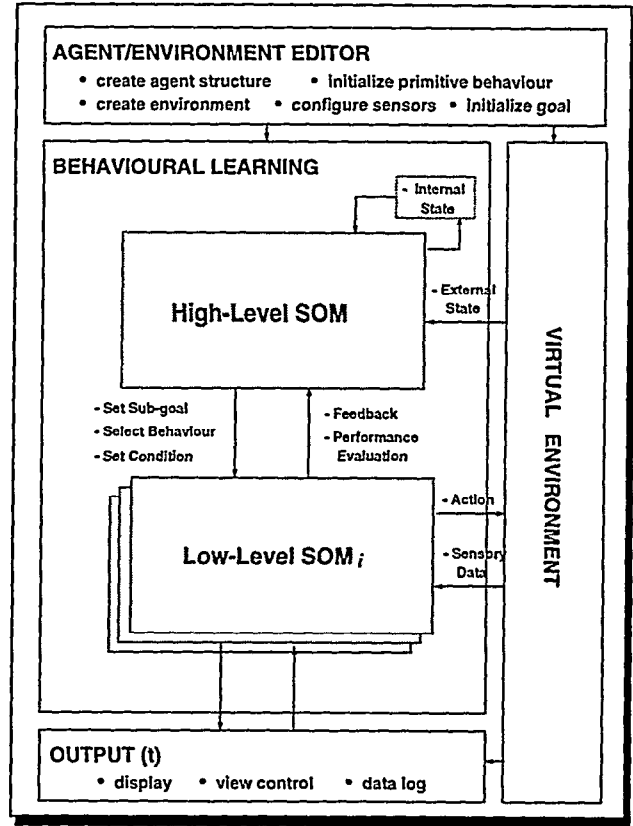 AGENT/ENVIRONMENT EDITOR
• create agent structure • initialize primitive behaviour
• create environment • configure sensors • initialize goal
BEHAVIOURAL LEARNING
- Internal
State
High-Level SOM
- External
State
- Set Sub-goal
- Select Behaviour
- Set Condition
- Feedback
- Performance
Evaluation
Low-Level SOM i
- Action
- Sensory
Data
VIRTUAL ENVIRONMENT
OUTPUT (t)
• display • view control • data log